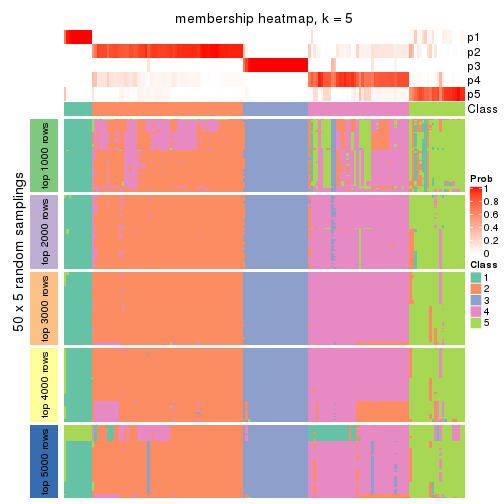 membership heatmap, k = 5
p1
p2
p3
p4
p5
Class
50 x 5 random samplings
top 1000 rows
top 2000 rows
top 3000 rows
top 4000 rows
top 5000 rows
Prob
1
0.8
0.6
0.4
0.2
0
Class
1
2
3
4
5